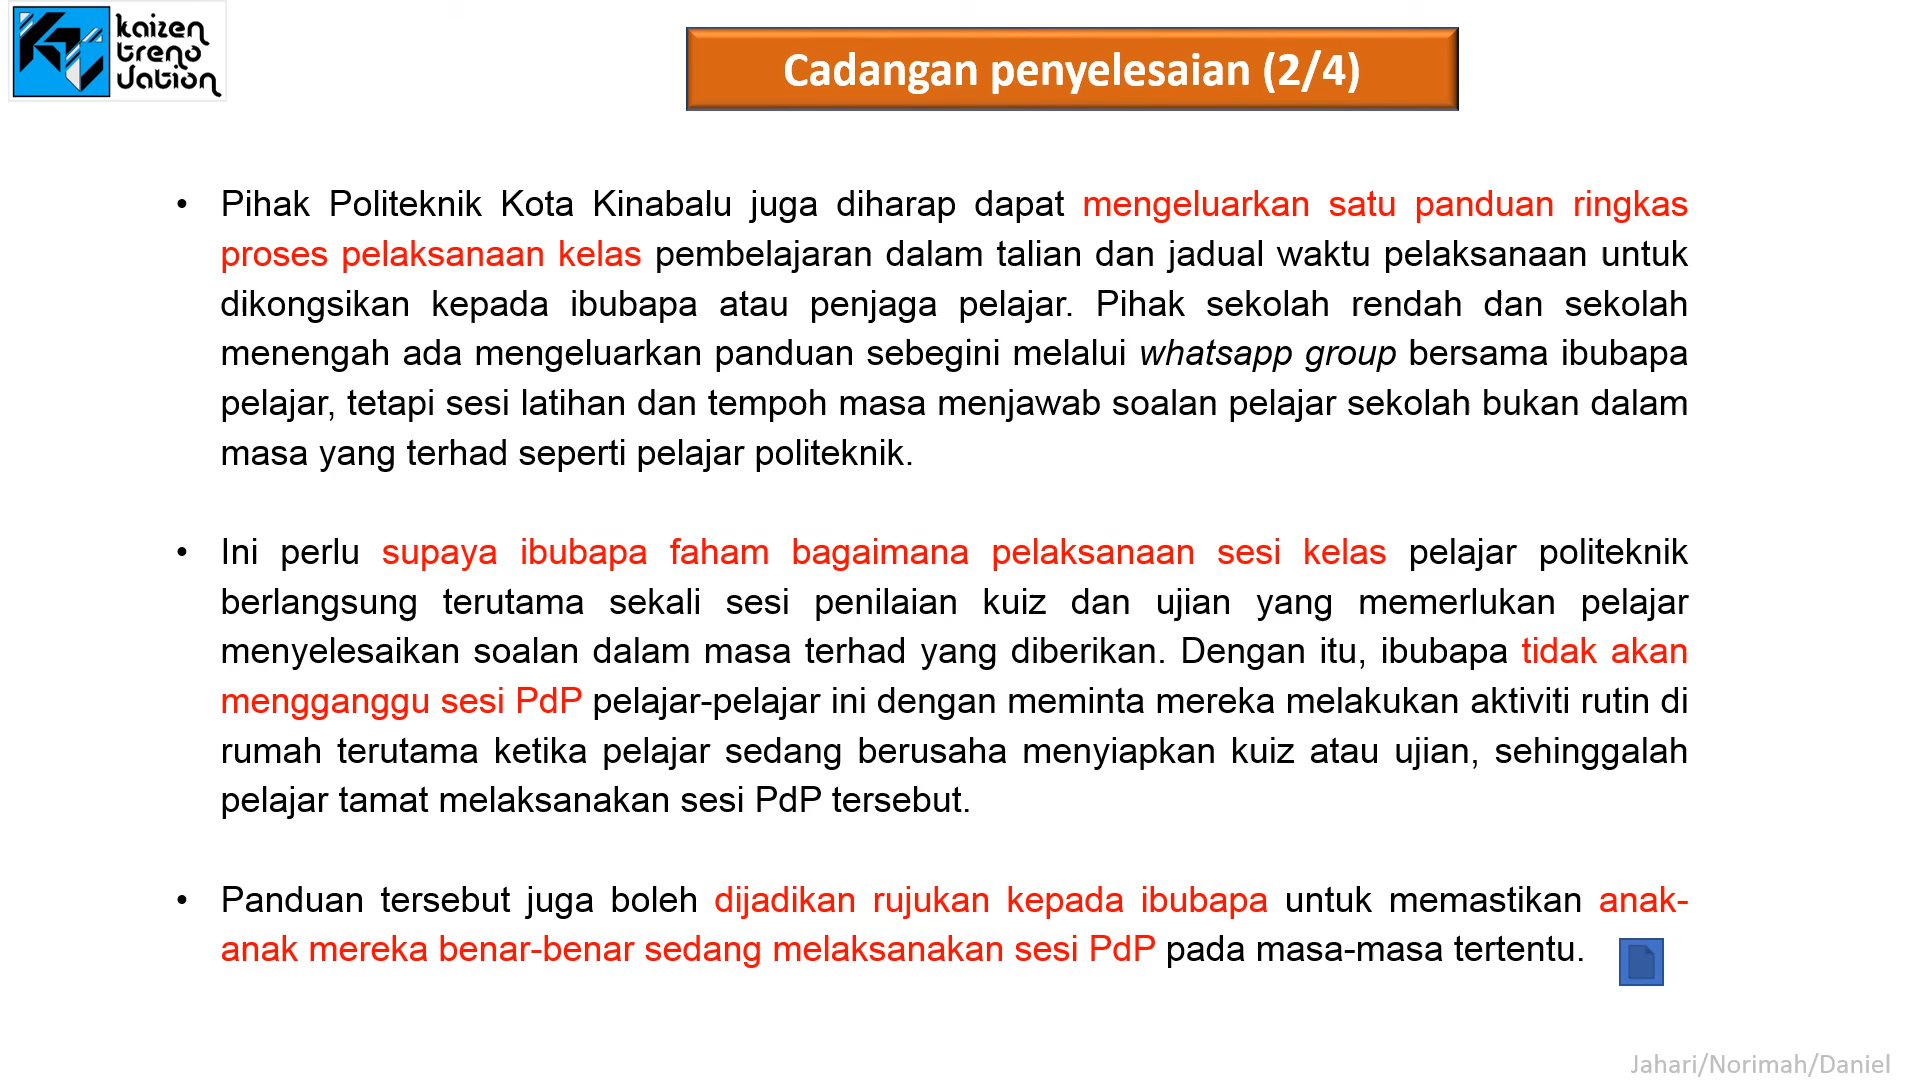 kaizen
trend
vation
Cadangan penyelesaian (2/4)
• Pihak Politeknik Kota Kinabalu juga diharap dapat mengeluarkan satu panduan ringkas
proses pelaksanaan kelas pembelajaran dalam talian dan jadual waktu pelaksanaan untuk
dikongsikan kepada ibubapa atau penjaga pelajar. Pihak sekolah rendah dan sekolah
menengah ada mengeluarkan panduan sebegini melalui whatsapp group bersama ibubapa
pelajar, tetapi sesi latihan dan tempoh masa menjawab soalan pelajar sekolah bukan dalam
masa yang terhad seperti pelajar politeknik.
• Ini perlu supaya ibubapa faham bagaimana pelaksanaan sesi kelas pelajar politeknik
berlangsung terutama sekali sesi penilaian kuiz dan ujian yang memerlukan pelajar
menyelesaikan soalan dalam masa terhad yang diberikan. Dengan itu, ibubapa tidak akan
mengganggu sesi PdP pelajar-pelajar ini dengan meminta mereka melakukan aktiviti rutin di
rumah terutama ketika pelajar sedang berusaha menyiapkan kuiz atau ujian, sehinggalah
pelajar tamat melaksanakan sesi PdP tersebut.
• Panduan tersebut juga boleh dijadikan rujukan kepada ibubapa untuk memastikan anak-
anak mereka benar-benar sedang melaksanakan sesi PdP pada masa-masa tertentu.
Jahari/Norimah/Daniel